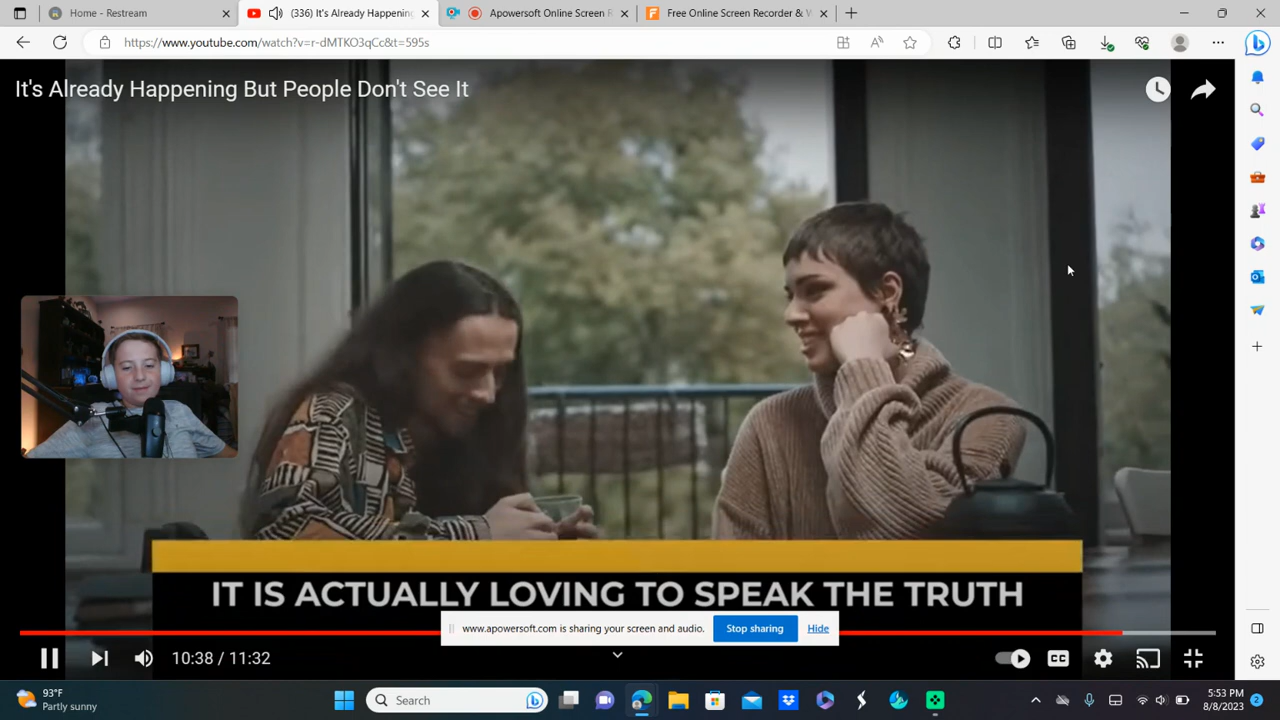 Home - Restream
(336) It's Already Happening
Apowersoft Online Screen R
Free Online Screen Recorder & W
https://www.youtube.com/watch?v=r-dMTKO3qCc&t=595s
It's Already Happening But People Don't See It
IT IS ACTUALLY LOVING TO SPEAK THE TRUTH
www.apowersoft.com is sharing your screen and audio.
Stop sharing
Hide
10:38 / 11:32
CC
93°F
Partly sunny
Search
5:53 PM
8/8/2023
2